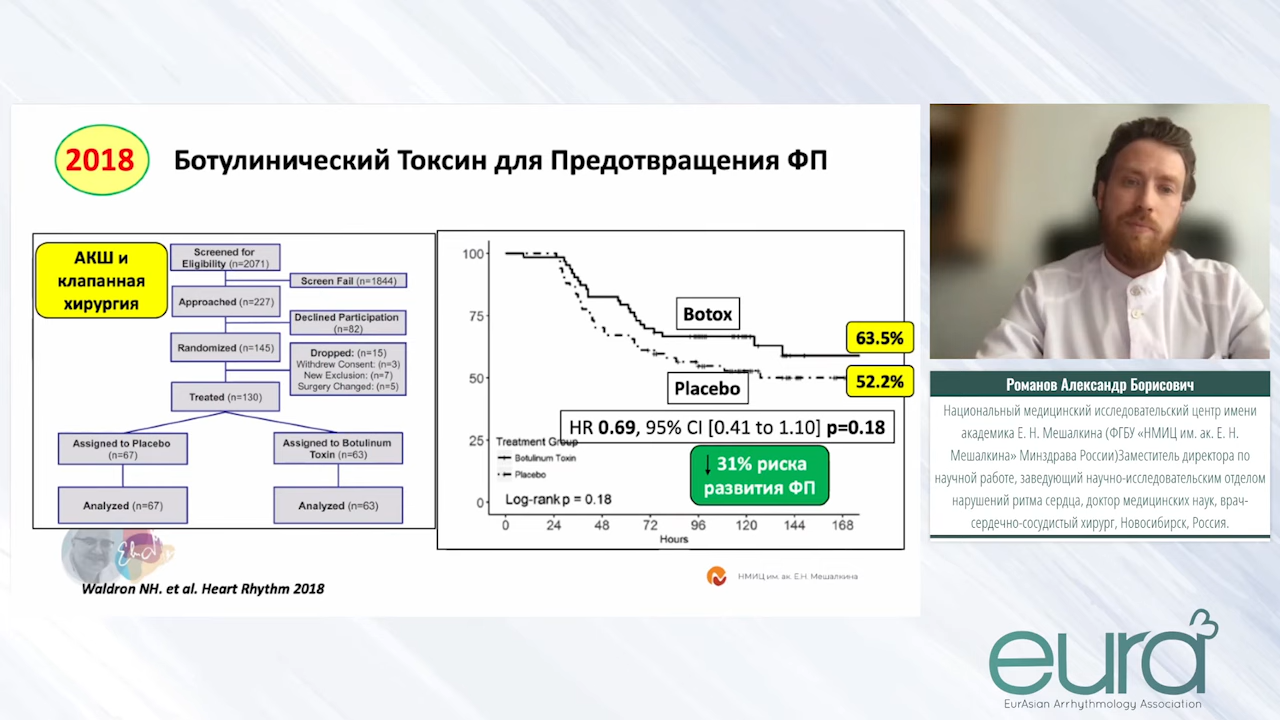 2018
Ботулинический Токсин для Предотвращения ФП
АКШ и
клапанная
хирургия
Screened for
Eligibility (n=2071)
Screen Fail (n=1844)
Approached (n=227)
Declined Participation
(n=82)
Randomized (n=145)
Dropped: (n=15)
Withdrew Consent: (n=3)
New Exclusion: (n=7)
Surgery Changed: (n=5)
Treated (n=130)
Assigned to Placebo
(n=67)
Assigned to Botulinum
Toxin (n=63)
Analyzed (n=67)
Analyzed (n=63)
100
75
50
25
0
Botox
63.5%
Placebo
52.2%
HR 0.69, 95% CI [0.41 to 1.10] p=0.18
Treatment Group
Botulinum Toxin
Placebo
↓ 31% риска
развития ФП
Log-rank p = 0.18
0 24 48 72 96 120 144 168
Hours
Waldron NH. et al. Heart Rhythm 2018
НМИЦ им. ак. Е.Н. Мешалкина
Романов Александр Борисович
Национальный медицинский исследовательский центр имени
академика Е. Н. Мешалкина (ФГБУ «НМИЦ им. ак. Е. Н.
Мешалкина» Минздрава России)Заместитель директора по
научной работе, заведующий научно-исследовательским отделом
нарушений ритма сердца, доктор медицинских наук, врач-
сердечно-сосудистый хирург, Новосибирск, Россия.
eura
EurAsian Arrhythmology Association